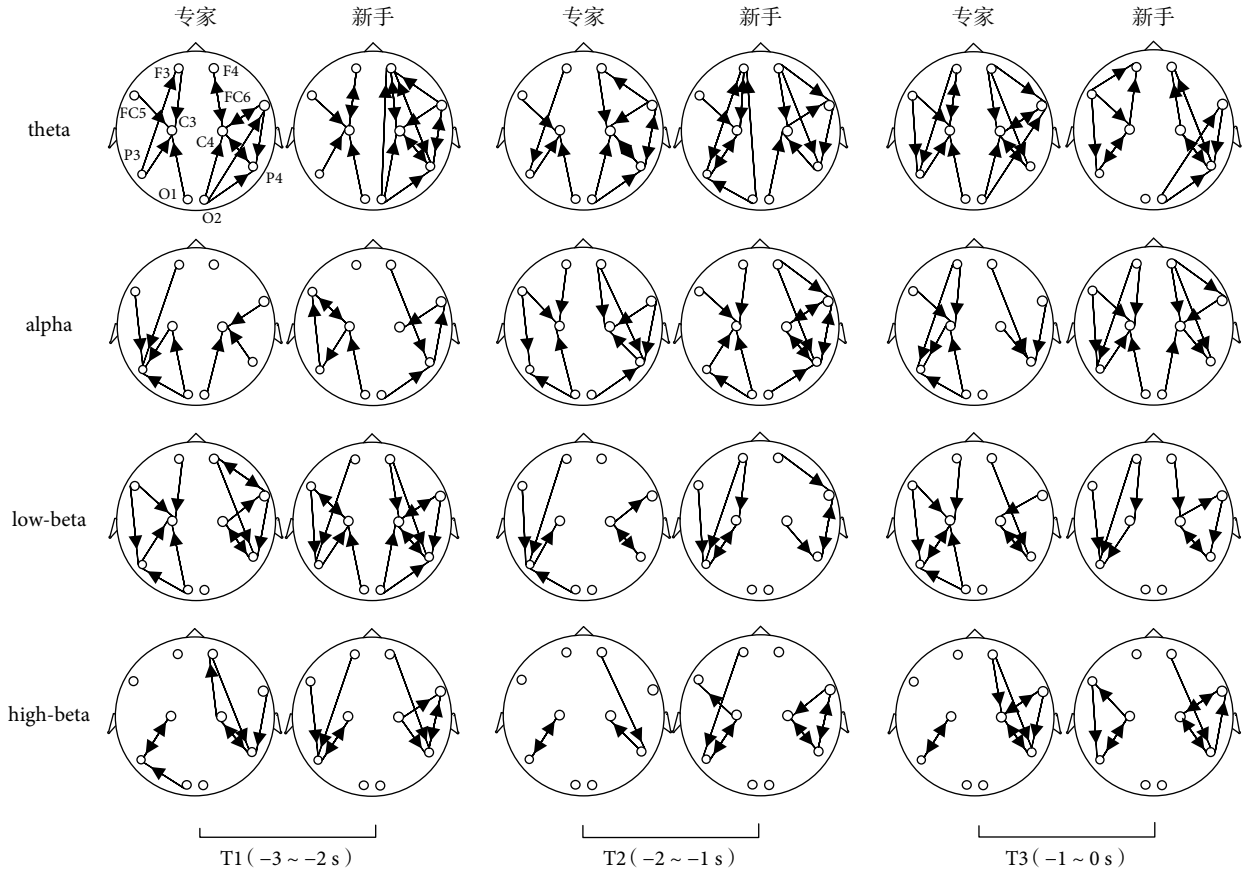 专家 新手 专家 新手 专家 新手
theta
F3 F4
FC5 FC6
C3
C4
P3
P4
O1
O2
alpha
low-beta
high-beta
T1 ( −3 ~ −2 s ) T2 ( −2 ~ −1 s ) T3 ( −1 ~ 0 s )